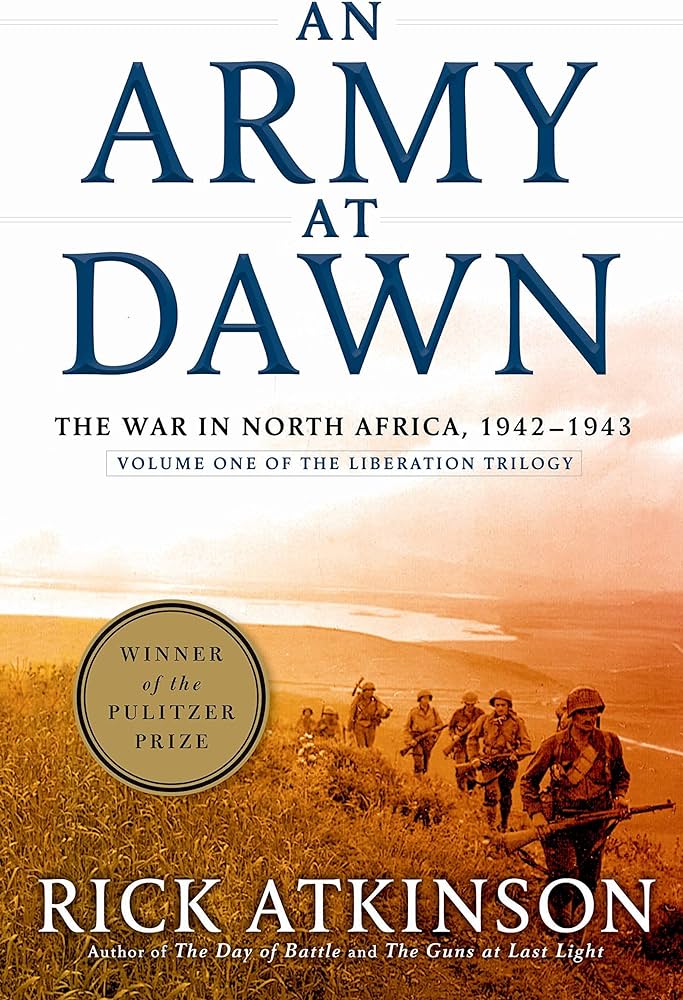 AN
ARMY
AT
DAWN
THE WAR IN NORTH AFRICA, 1942–1943
VOLUME ONE OF THE LIBERATION TRILOGY
WINNER
of the
PULITZER
PRIZE
RICK ATKINSON
Author of The Day of Battle and The Guns at Last Light